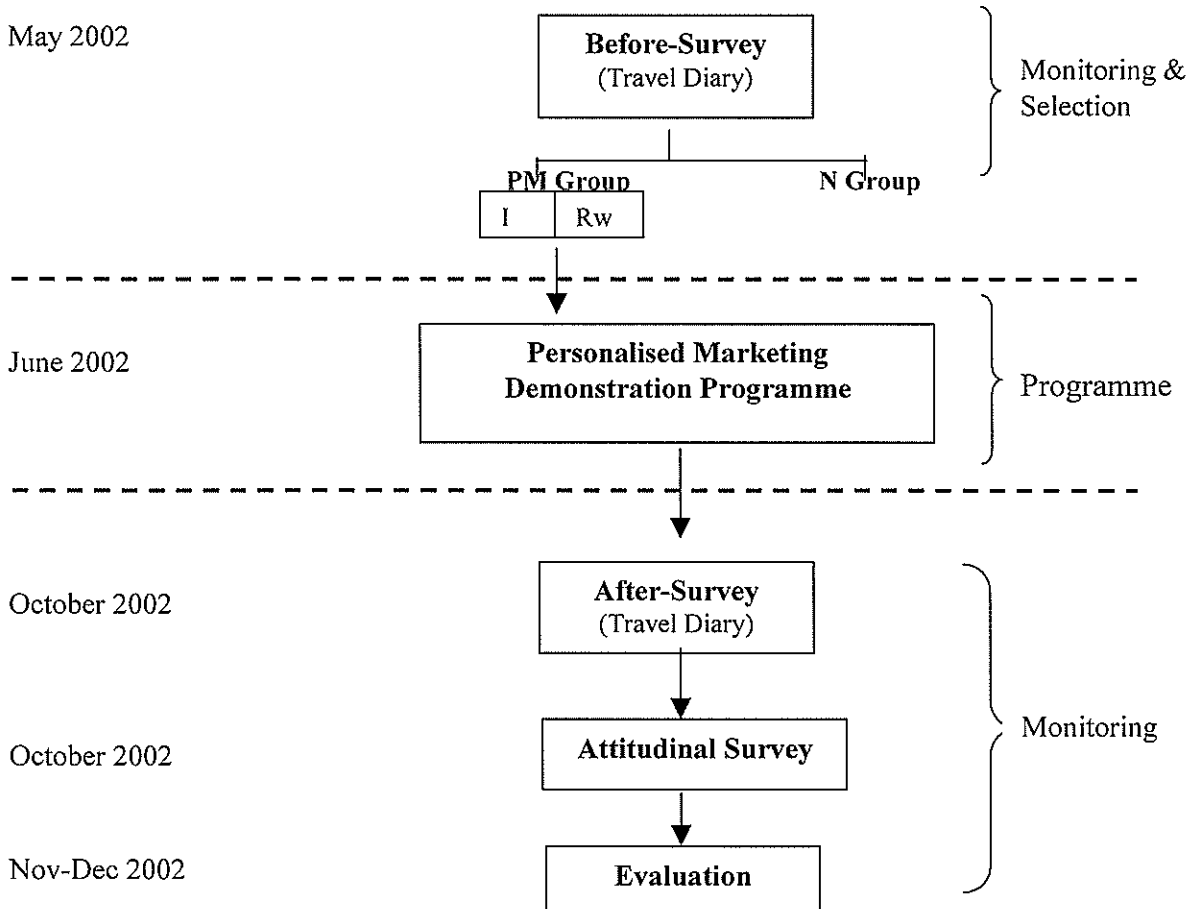 May 2002
Before-Survey
(Travel Diary)
Monitoring &
Selection
PM Group
N Group
I
Rw
June 2002
Personalised Marketing
Demonstration Programme
Programme
October 2002
After-Survey
(Travel Diary)
Monitoring
October 2002
Attitudinal Survey
Nov-Dec 2002
Evaluation